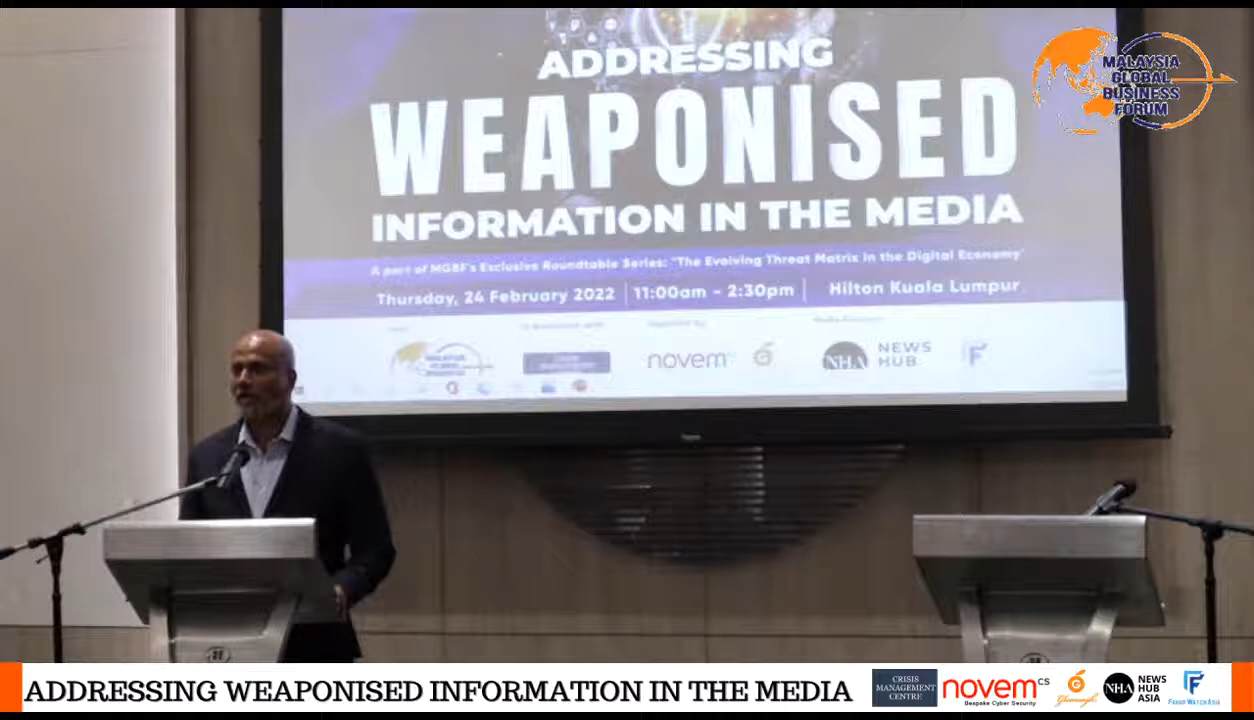 ADDRESSING
WEAPONISED
INFORMATION IN THE MEDIA
A part of MGBF's Exclusive Roundtable Series: "The Evolving Threat Matrix in the Digital Economy"
Thursday, 24 February 2022 | 11:00am - 2:30pm | Hilton Kuala Lumpur
novem
NHA
NEWS
HUB
MALAYSIA
GLOBAL
BUSINESS
FORUM
ADDRESSING WEAPONISED INFORMATION IN THE MEDIA
CRISIS
MANAGEMENT
CENTRE
novem CS
Bespoke Cyber Security
NHA
NEWS
HUB
ASIA
FRAUD WATCH ASIA